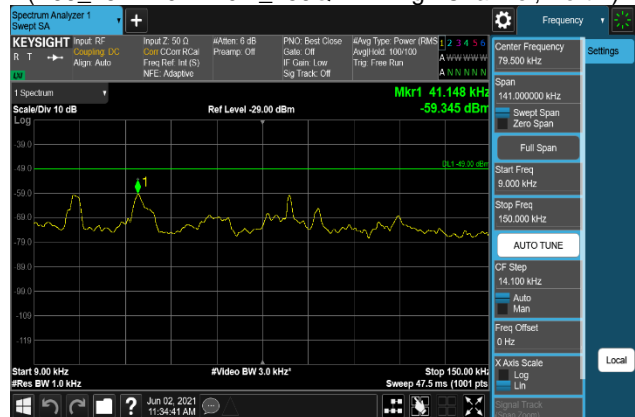 Spectrum Analyzer 1
Swept SA
Frequency
KEYSIGHT
R T
LV
Input: RF
Coupling: DC
Align: Auto
Input Z: 50 Ω
Corr CCorr RCal
Freq Ref: Int (S)
NFE: Adaptive
#Atten: 6 dB
Preamp: Off
PNO: Best Close
Gate: Off
IF Gain: Low
Sig Track: Off
#Avg Type: Power (RMS
Avg|Hold: 100/100
Trig: Free Run
1 2 3 4 5 6
A W W W W W
A N N N N N
1 Spectrum
Scale/Div 10 dB
Log
Ref Level -29.00 dBm
Mkr1 41.148 kHz
-59.345 dBm
-39.0
-49.0
-59.0
-69.0
-79.0
-89.0
-99.0
-109
-119
DL1 -49.00 dBm
1
Start 9.00 kHz
#Res BW 1.0 kHz
#Video BW 3.0 kHz*
Stop 150.00 kHz
Sweep 47.5 ms (1001 pts
Center Frequency
79.500 kHz
Span
141.000000 kHz
Swept Span
Zero Span
Full Span
Start Freq
9.000 kHz
Stop Freq
150.000 kHz
AUTO TUNE
CF Step
14.100 kHz
Auto
Man
Freq Offset
0 Hz
X Axis Scale
Log
Lin
Signal Track
(Span Zoom)
Settings
Local
?
Jun 02, 2021
11:34:41 AM